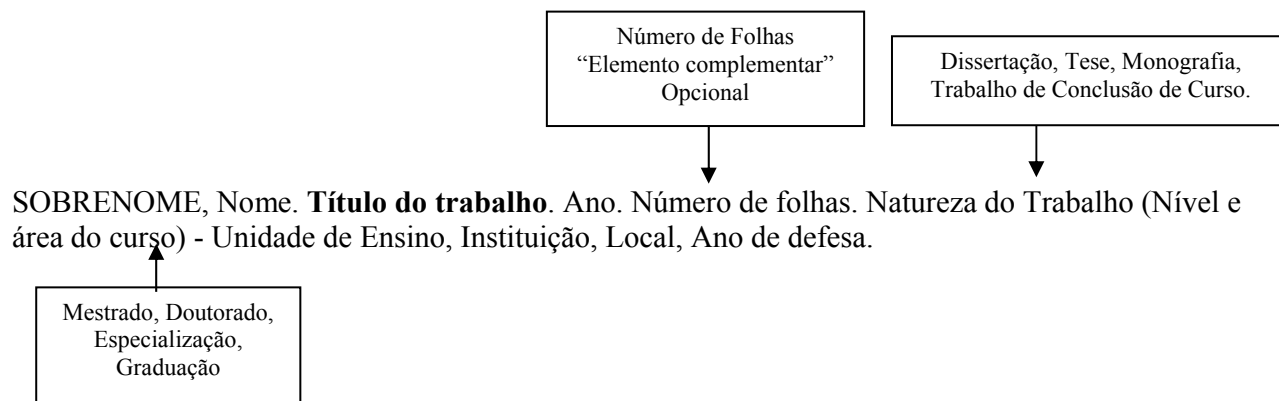 Número de Folhas
“Elemento complementar”
Opcional
Dissertação, Tese, Monografia,
Trabalho de Conclusão de Curso.
SOBRENOME, Nome. Título do trabalho. Ano. Número de folhas. Natureza do Trabalho (Nível e
área do curso) - Unidade de Ensino, Instituição, Local, Ano de defesa.
Mestrado, Doutorado,
Especialização,
Graduação